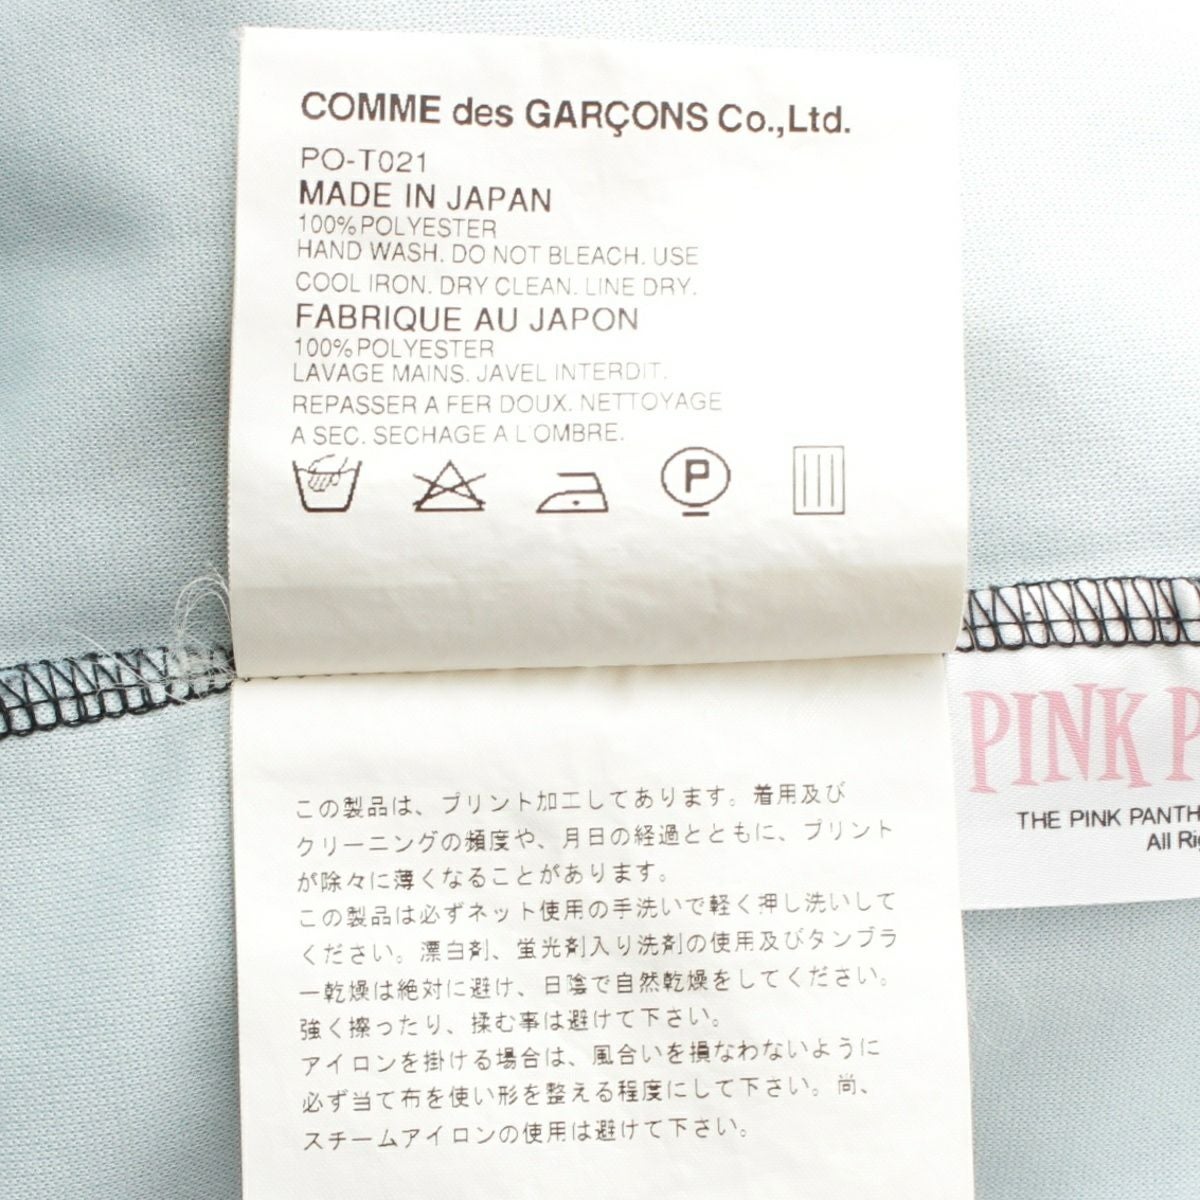 COMME des GARÇONS Co.,Ltd.
PO-T021
MADE IN JAPAN
100%POLYESTER
HAND WASH. DO NOT BLEACH. USE
COOL IRON. DRY CLEAN. LINE DRY.
FABRIQUE AU JAPON
100%POLYESTER
LAVAGE MAINS. JAVEL INTERDIT.
REPASSER A FER DOUX. NETTOYAGE
A SEC. SECHAGE A L OMBRE.
P
この製品は、プリント加工してあります。着用及び
クリーニングの頻度や、月日の経過とともに、プリント
が除々に薄くなることがあります。
この製品は必ずネット使用の手洗いで軽く押し洗いして
ください。漂白剤、蛍光剤入り洗剤の使用及びタンブラ
ー乾燥は絶対に避け、日陰で自然乾燥をしてください。
強く擦ったり、揉む事は避けて下さい。
アイロンを掛ける場合は、風合いを損なわないように
必ず当て布を使い形を整える程度にして下さい。尚、
スチームアイロンの使用は避けて下さい。
PINK P
THE PINK PANTH
All Rig